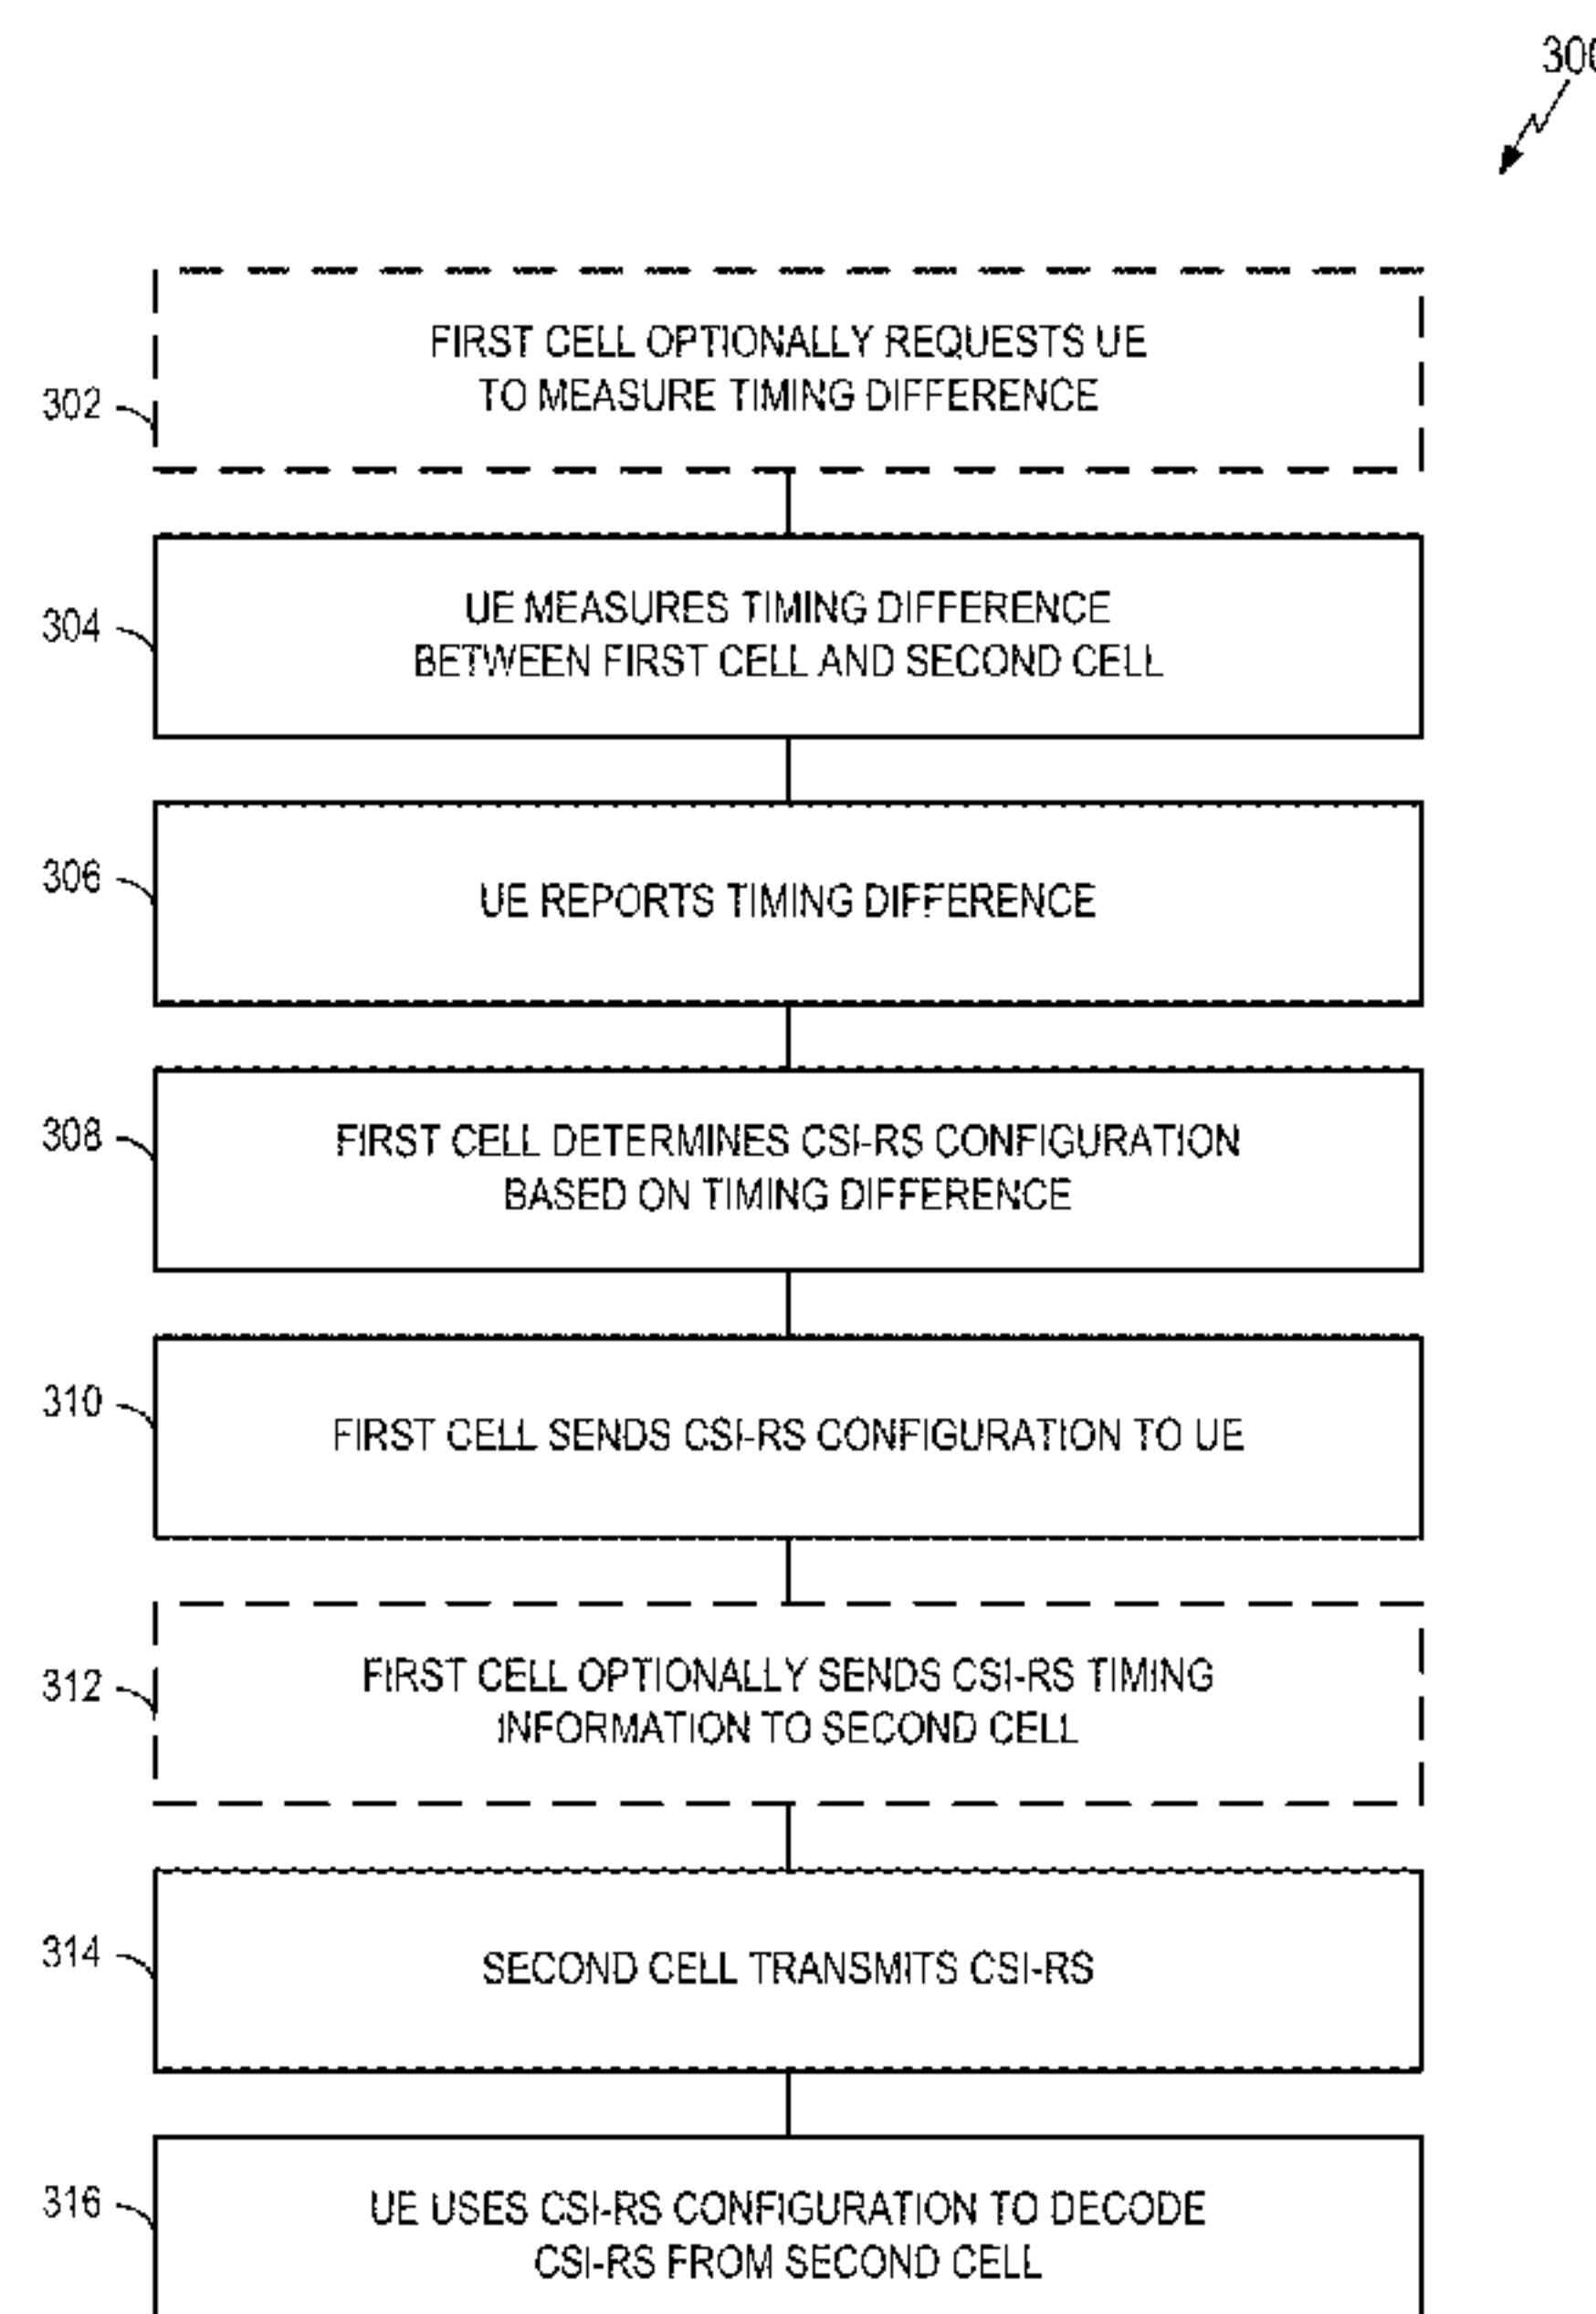 300
FIRST CELL OPTIONALLY REQUESTS UE
TO MEASURE TIMING DIFFERENCE
302
UE MEASURES TIMING DIFFERENCE
BETWEEN FIRST CELL AND SECOND CELL
304
306
UE REPORTS TIMING DIFFERENCE
308
FIRST CELL DETERMINES CSI-RS CONFIGURATION
BASED ON TIMING DIFFERENCE
310
FIRST CELL SENDS CSI-RS CONFIGURATION TO UE
312
FIRST CELL OPTIONALLY SENDS CSI-RS TIMING
INFORMATION TO SECOND CELL
314
SECOND CELL TRANSMITS CSI-RS
316
UE USES CSI-RS CONFIGURATION TO DECODE
CSI-RS FROM SECOND CELL